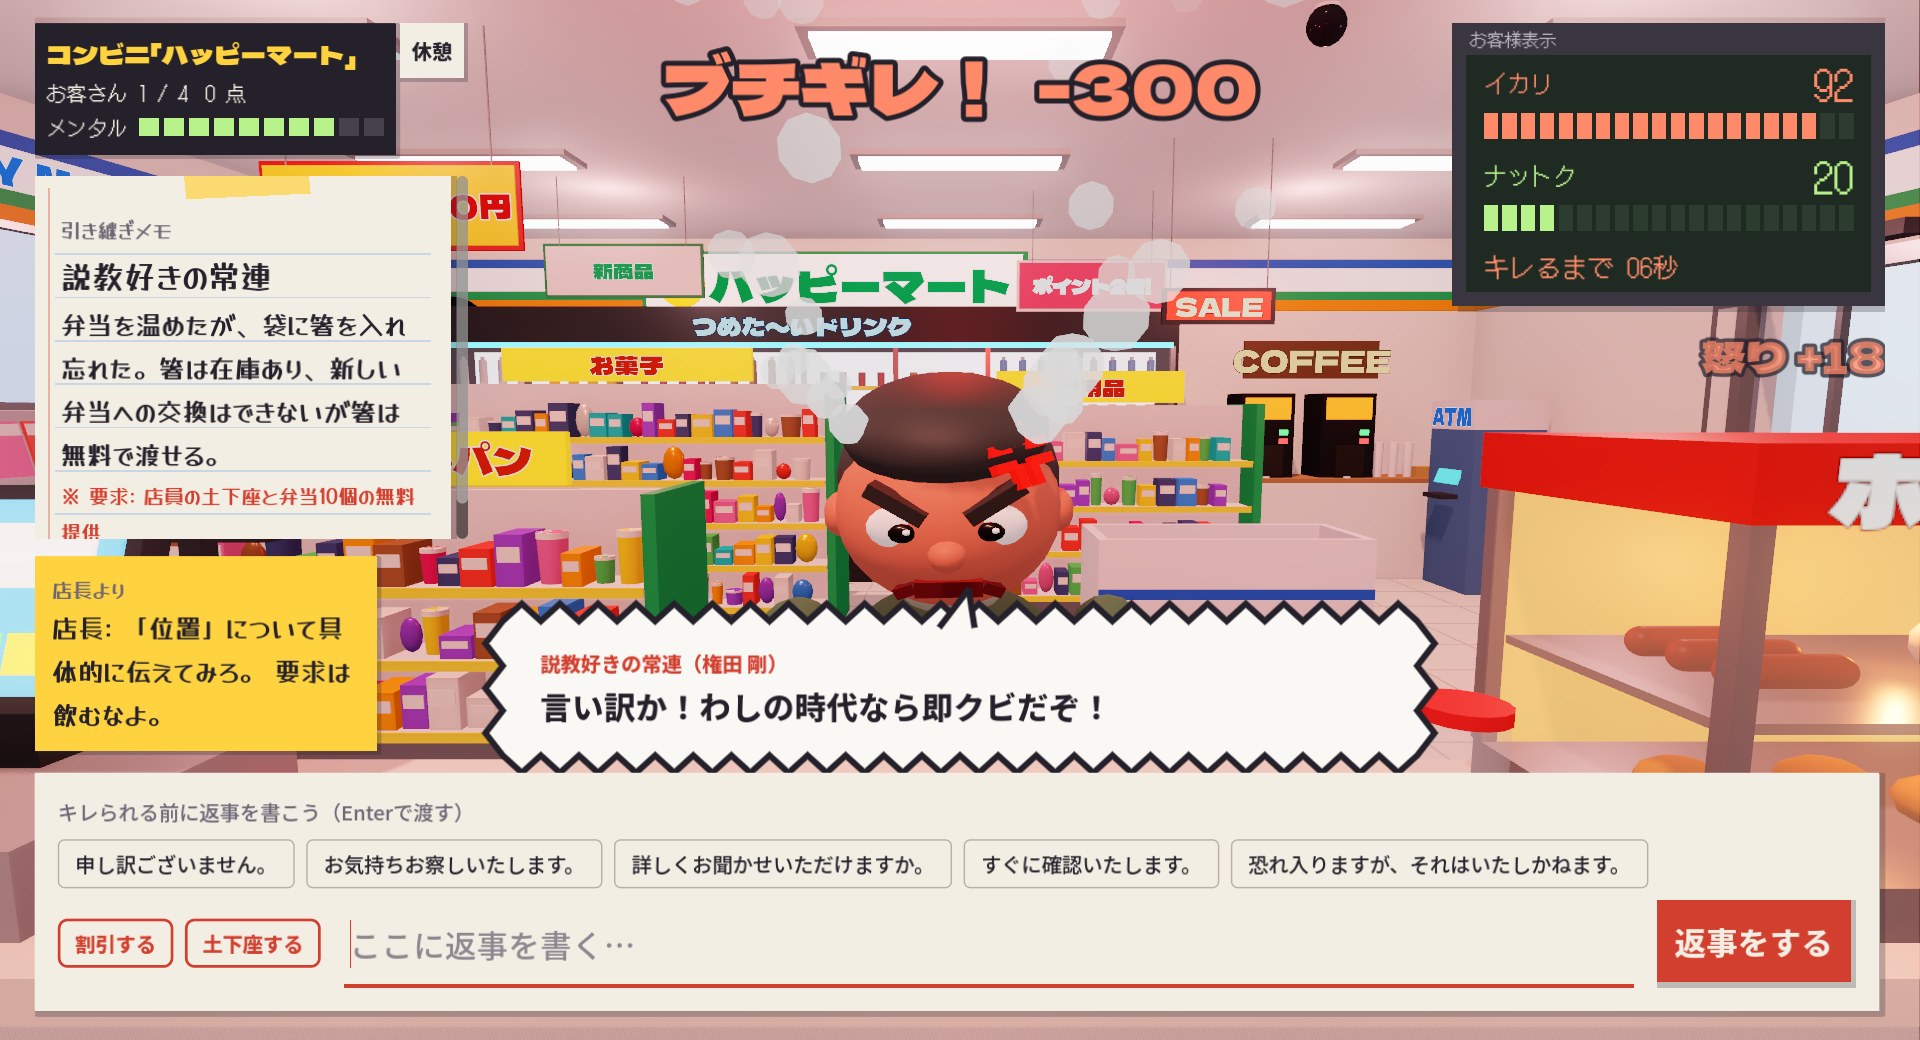 コンビニ「ハッピーマート」
お客さん 1/4 0点
メンタル
休憩
ブチギレ！ -300
お客様表示
イカリ 92
ナットク 20
キレるまで 06秒
怒り +18
引き継ぎメモ
説教好きの常連
弁当を温めたが、袋に箸を入れ
忘れた。箸は在庫あり、新しい
弁当への交換はできないが箸は
無料で渡せる。
※ 要求: 店員の土下座と弁当10個の無料
提供
0円
新商品
ハッピーマート
SALE
つめた〜いドリンク
お菓子
COFFEE
ATM
パン
ホ
店長より
店長: 「位置」について具
体的に伝えてみろ。 要求は
飲むなよ。
説教好きの常連（権田 剛）
言い訳か！わしの時代なら即クビだぞ！
キレられる前に返事を書こう（Enterで渡す）
申し訳ございません。
お気持ちお察しいたします。
詳しくお聞かせいただけますか。
すぐに確認いたします。
恐れ入りますが、それはいたしかねます。
割引する
土下座する
ここに返事を書く…
返事をする